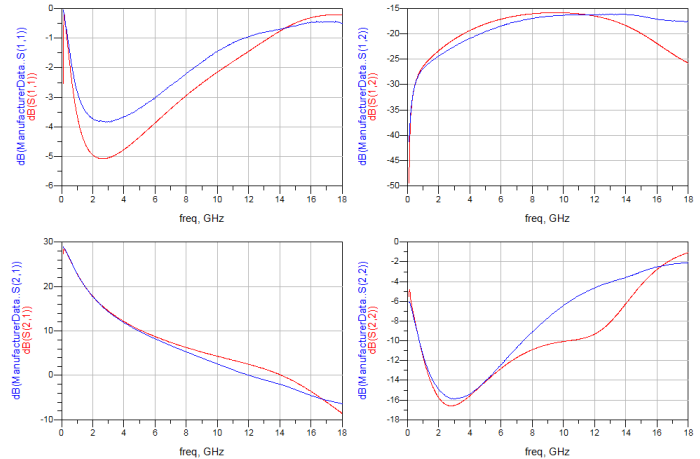 dB(ManufacturerData..S(1,1))
dB(S(1,1))
0
-1
-2
-3
-4
-5
-6
0 2 4 6 8 10 12 14 16 18
freq, GHz
dB(ManufacturerData..S(1,2))
dB(S(1,2))
-15
-20
-25
-30
-35
-40
-45
-50
0 2 4 6 8 10 12 14 16 18
freq, GHz
dB(ManufacturerData..S(2,1))
dB(S(2,1))
30
20
10
0
-10
0 2 4 6 8 10 12 14 16 18
freq, GHz
dB(ManufacturerData..S(2,2))
dB(S(2,2))
0
-2
-4
-6
-8
-10
-12
-14
-16
-18
0 2 4 6 8 10 12 14 16 18
freq, GHz